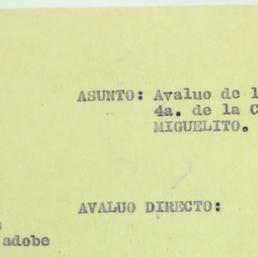 ASUNTO: Avaluo de l
4a. de la C
MIGUELITO.
AVALUO DIRECTO:
adobe